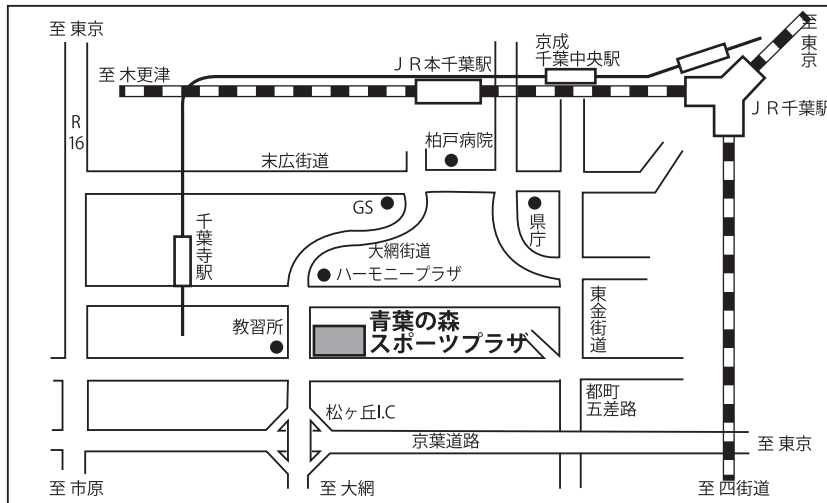 至 東京
京成
千葉中央駅
至
東
京
ＪＲ本千葉駅
至 木更津
ＪＲ千葉駅
R
16
柏戸病院
末広街道
GS
千
葉
寺
駅
県
庁
大網街道
ハーモニープラザ
東
金
街
道
教習所
青葉の森
スポーツプラザ
都町
五差路
松ヶ丘I.C
京葉道路
至 東京
至 市原
至 大網
至 四街道